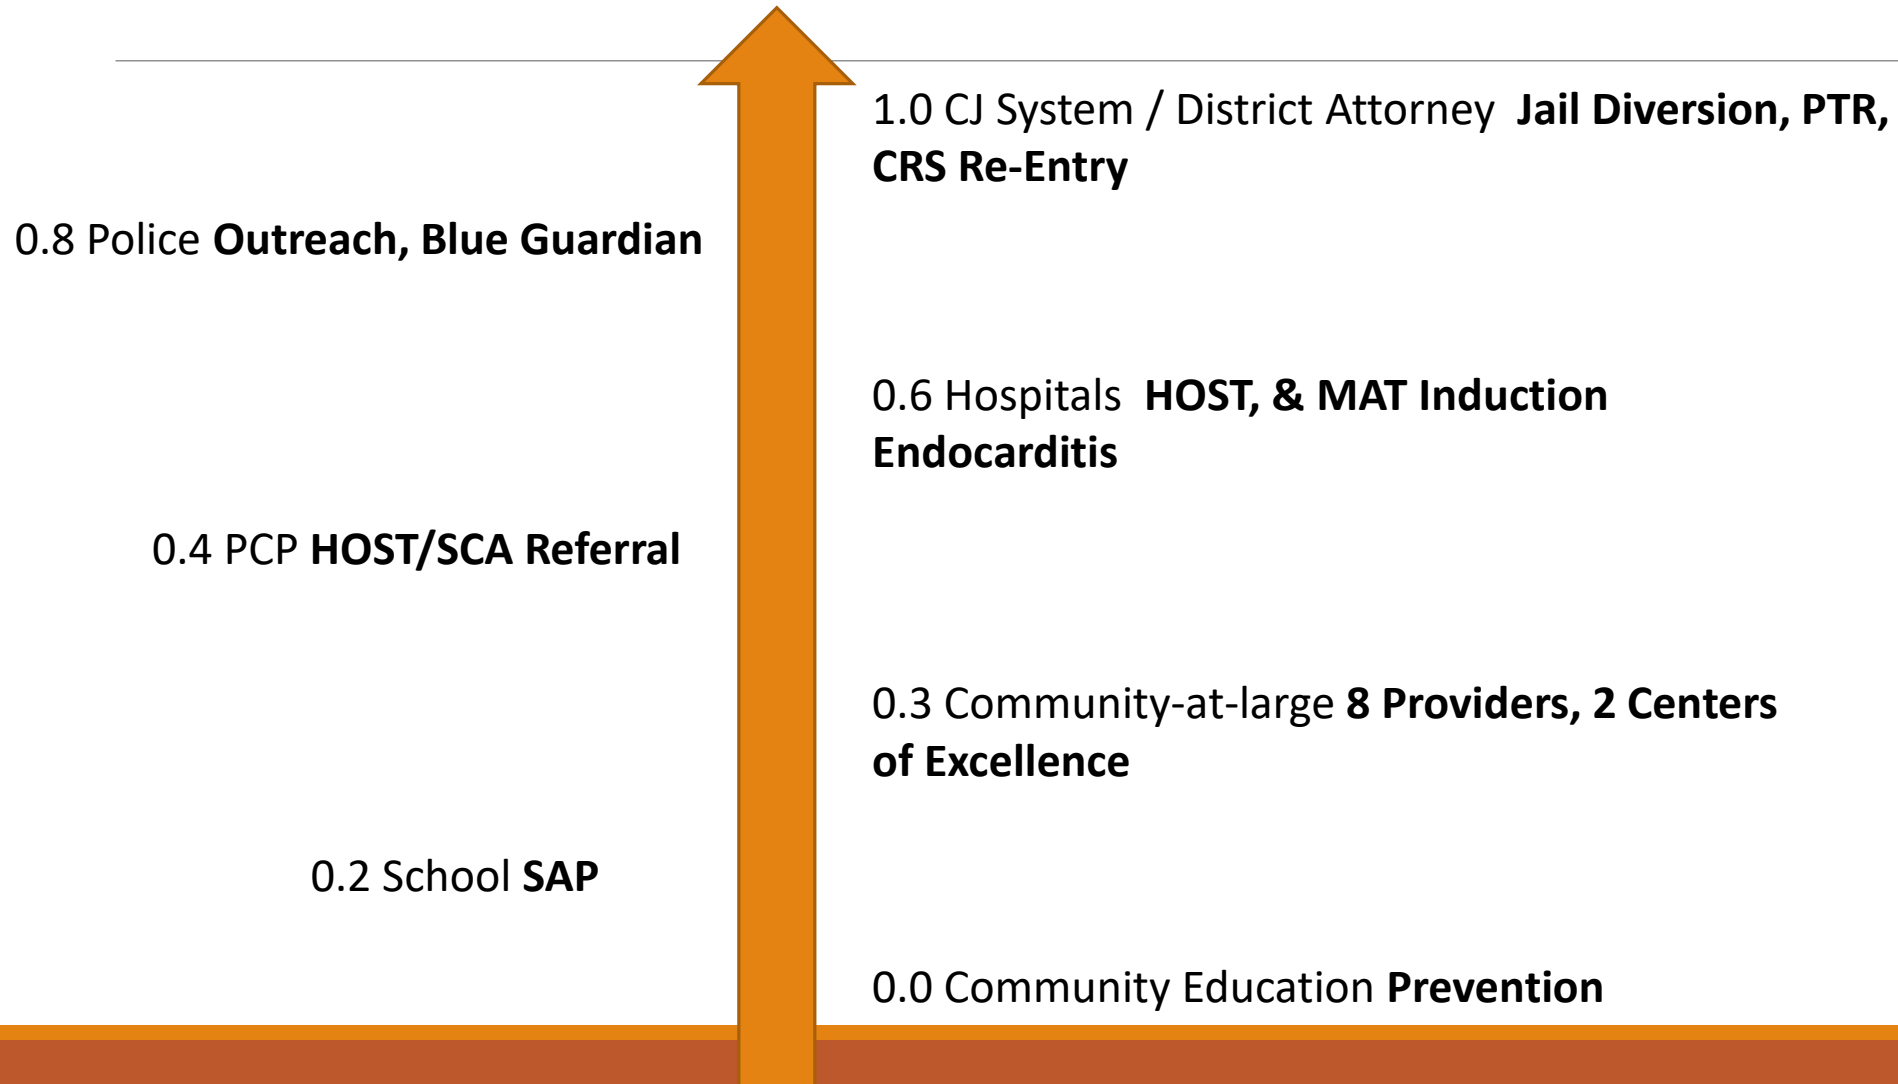 1.0 CJ System / District Attorney  Jail Diversion, PTR,
CRS Re-Entry
0.8 Police Outreach, Blue Guardian
0.6 Hospitals  HOST, & MAT Induction
Endocarditis
0.4 PCP HOST/SCA Referral
0.3 Community-at-large 8 Providers, 2 Centers
of Excellence
0.2 School SAP
0.0 Community Education Prevention